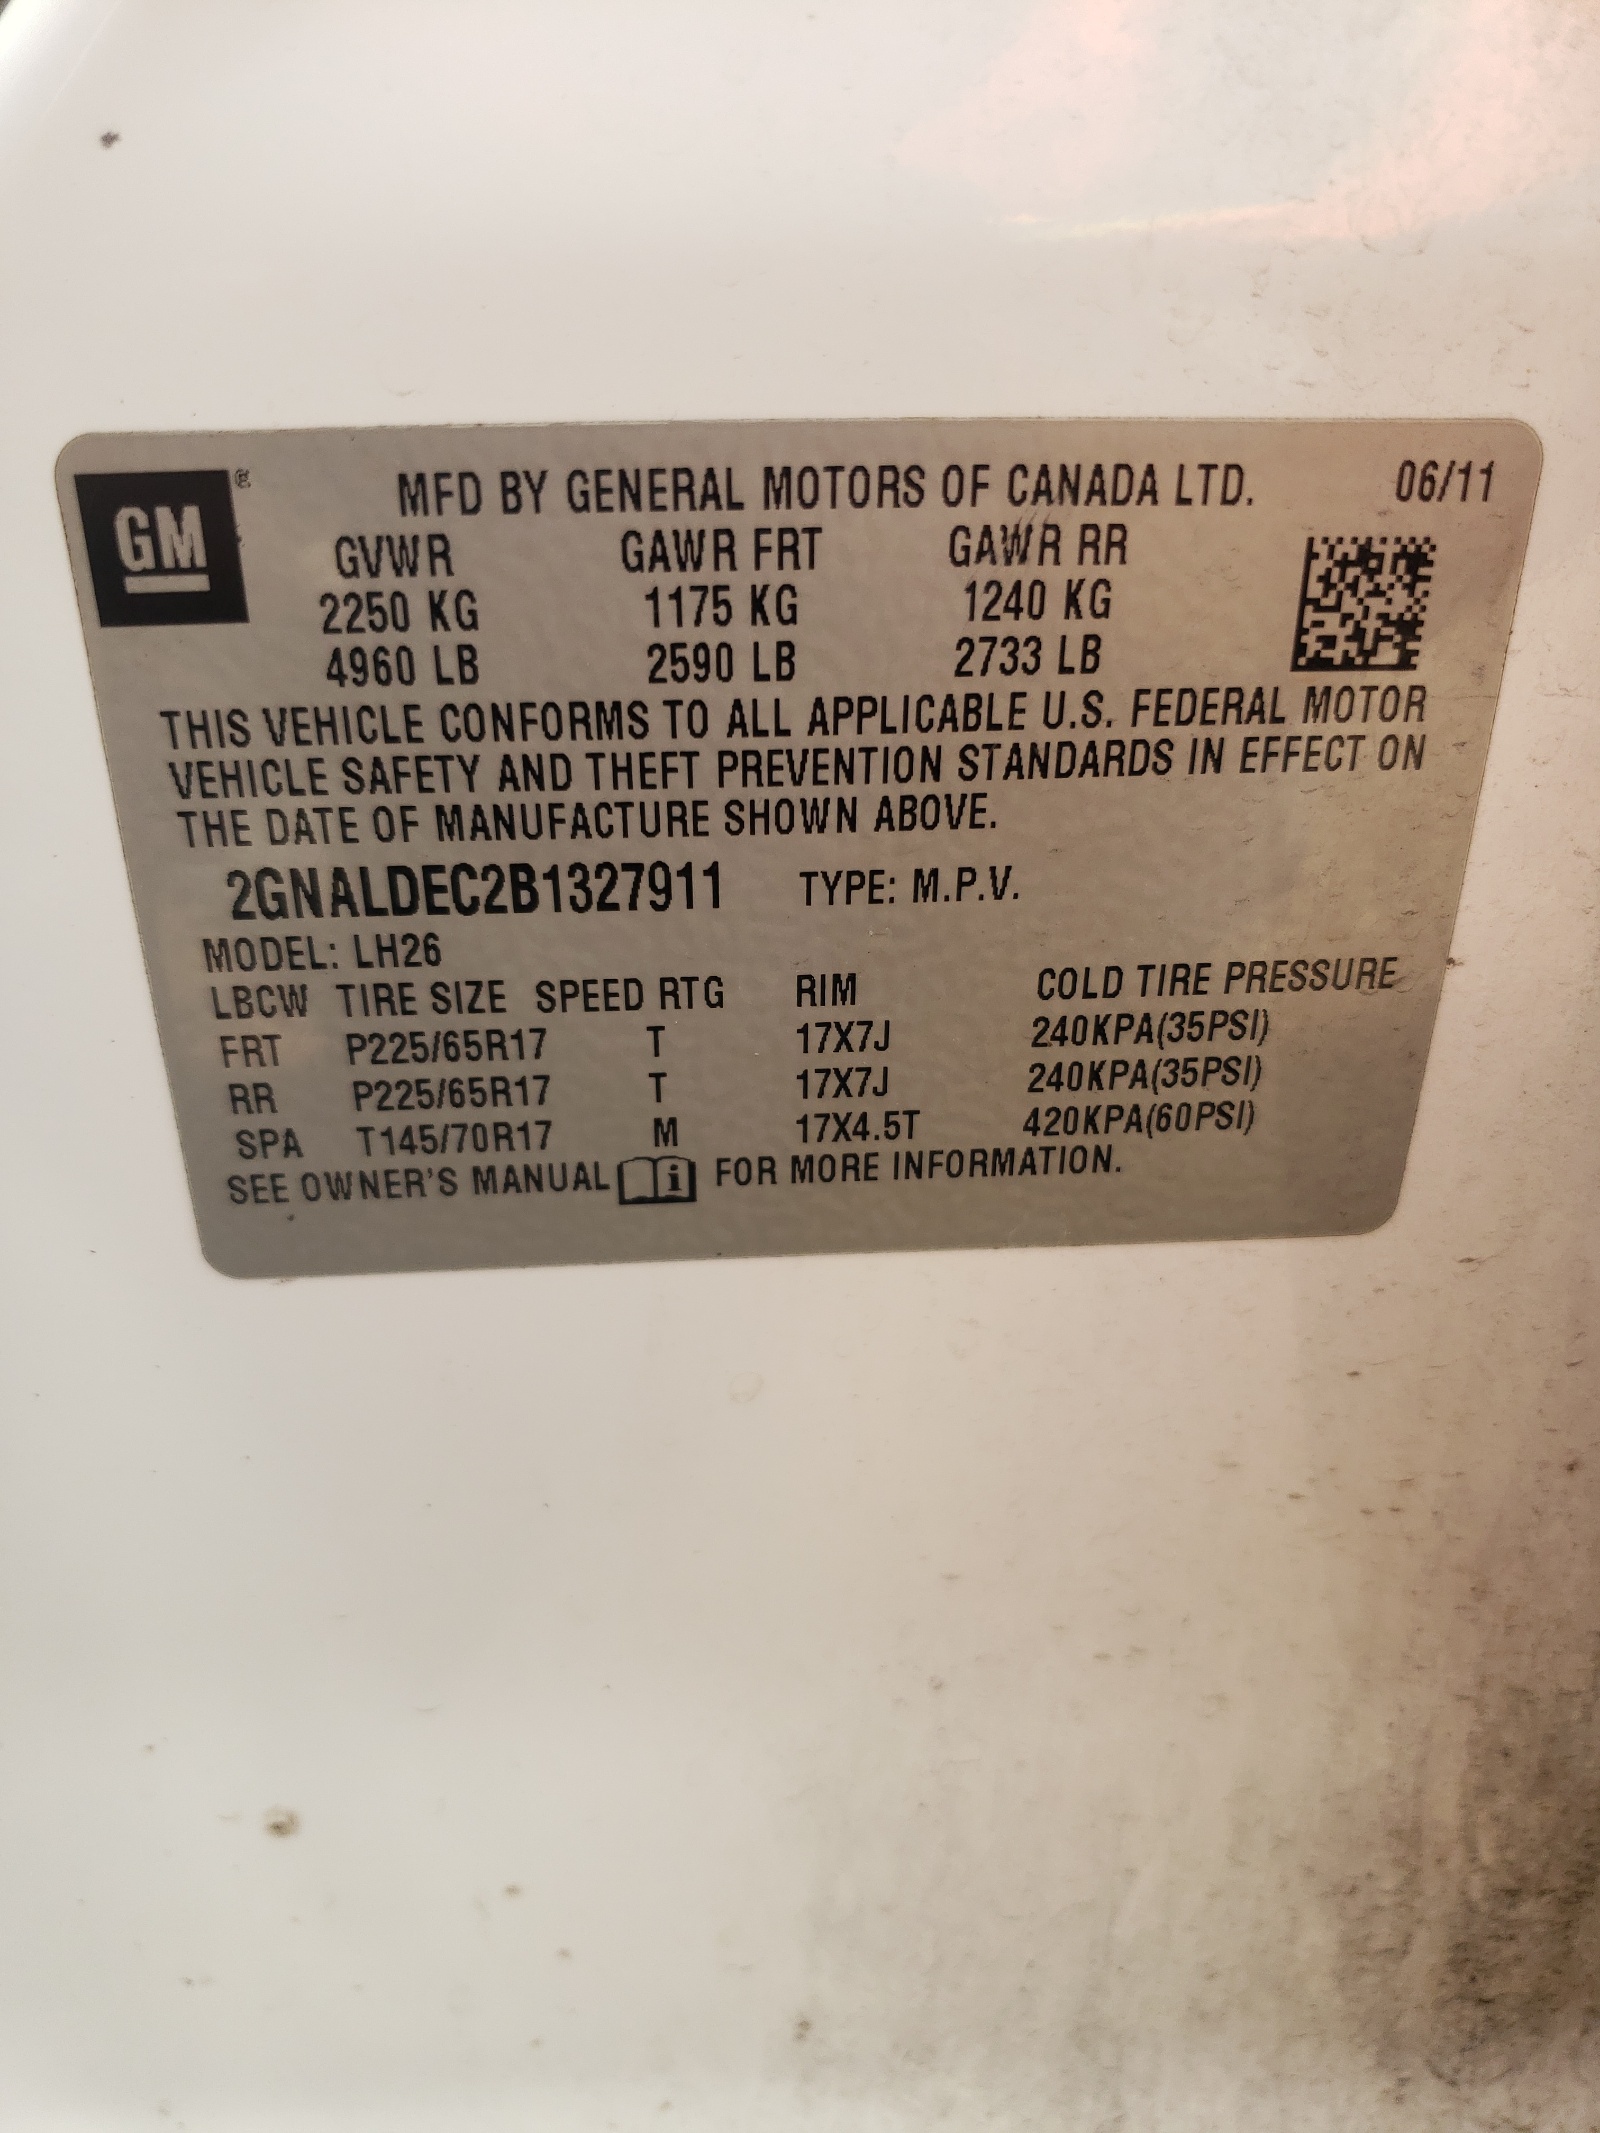 GM ®
MFD BY GENERAL MOTORS OF CANADA LTD. 06/11
GVWR GAWR FRT GAWR RR
2250 KG 1175 KG 1240 KG
4960 LB 2590 LB 2733 LB
THIS VEHICLE CONFORMS TO ALL APPLICABLE U.S. FEDERAL MOTOR
VEHICLE SAFETY AND THEFT PREVENTION STANDARDS IN EFFECT ON
THE DATE OF MANUFACTURE SHOWN ABOVE.
2GNALDEC2B1327911 TYPE: M.P.V.
MODEL: LH26
LBCW TIRE SIZE SPEED RTG RIM COLD TIRE PRESSURE
FRT P225/65R17 T 17X7J 240KPA(35PSI)
RR P225/65R17 T 17X7J 240KPA(35PSI)
SPA T145/70R17 M 17X4.5T 420KPA(60PSI)
SEE OWNER'S MANUAL i FOR MORE INFORMATION.